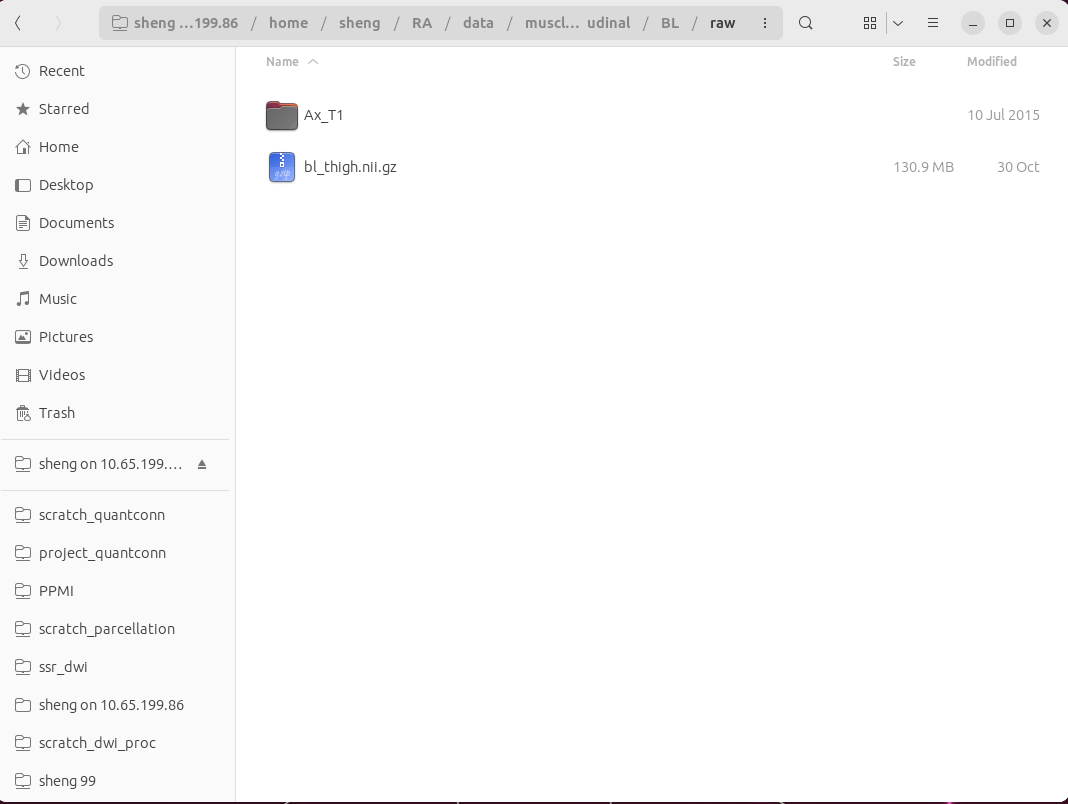 sheng ...199.86 / home / sheng / RA / data / muscl... udinal / BL / raw
Name Size Modified
Recent
Starred
Home
Desktop
Documents
Downloads
Music
Pictures
Videos
Trash
sheng on 10.65.199....
scratch_quantconn
project_quantconn
PPMI
scratch_parcellation
ssr_dwi
sheng on 10.65.199.86
scratch_dwi_proc
sheng 99
Ax_T1 10 Jul 2015
gzip
bl_thigh.nii.gz 130.9 MB 30 Oct